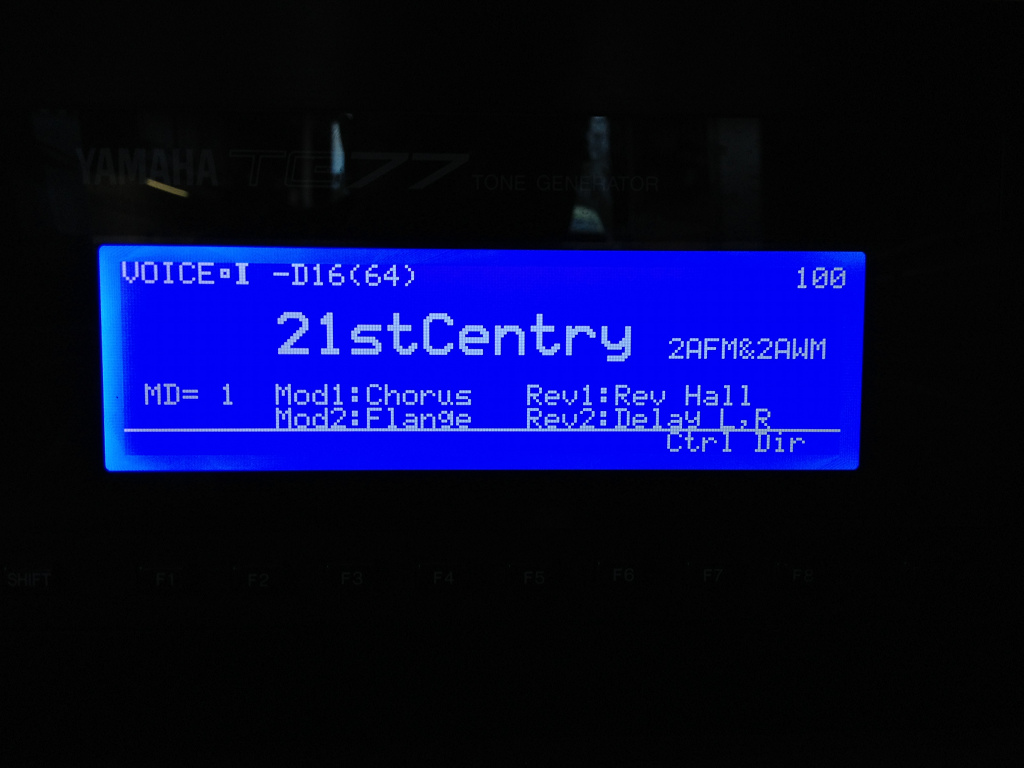 YAMAHA TG77 TONE GENERATOR
VOICE▫I -D16(64) 100
21stCentry 2AFM&2AWM
MD= 1 Mod1:Chorus Rev1:Rev Hall
Mod2:Flange Rev2:Delay L,R
Ctrl Dir
SHIFT F1 F2 F3 F4 F5 F6 F7 F8